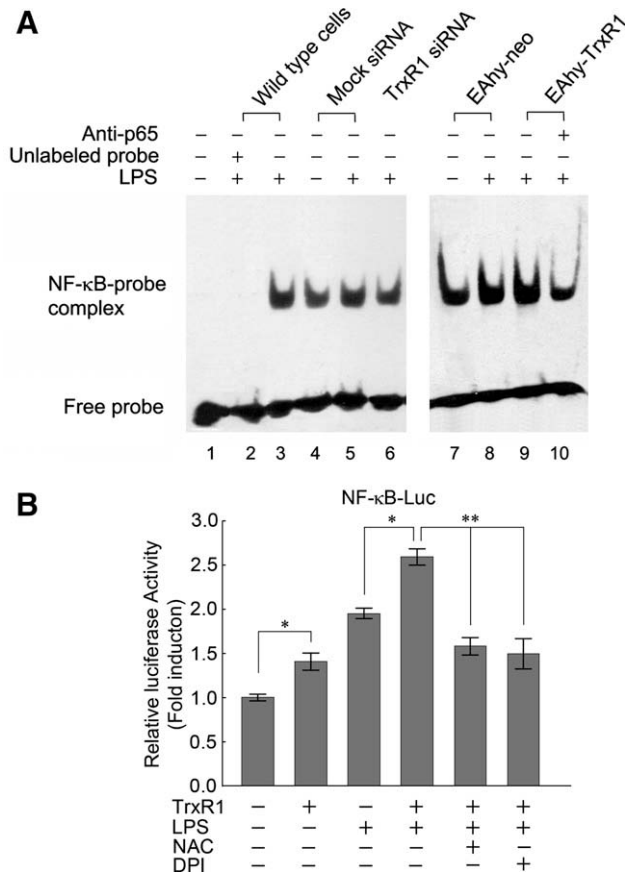 A
Wild type cells Mock siRNA TrxR1 siRNA EAhy-neo EAhy-TrxR1
Anti-p65 – – – – – – – – – +
Unlabeled probe – + – – – – – – – –
LPS – + + – + + – + + +
NF-κB-probe
complex
Free probe
1 2 3 4 5 6 7 8 9 10
B
NF-κB-Luc
Relative luciferase Activity
(Fold inducton)
3.0
2.5
2.0
1.5
1.0
0.5
0.0
* * **
TrxR1 – + – + + +
LPS – – + + + +
NAC – – – – + –
DPI – – – – – +